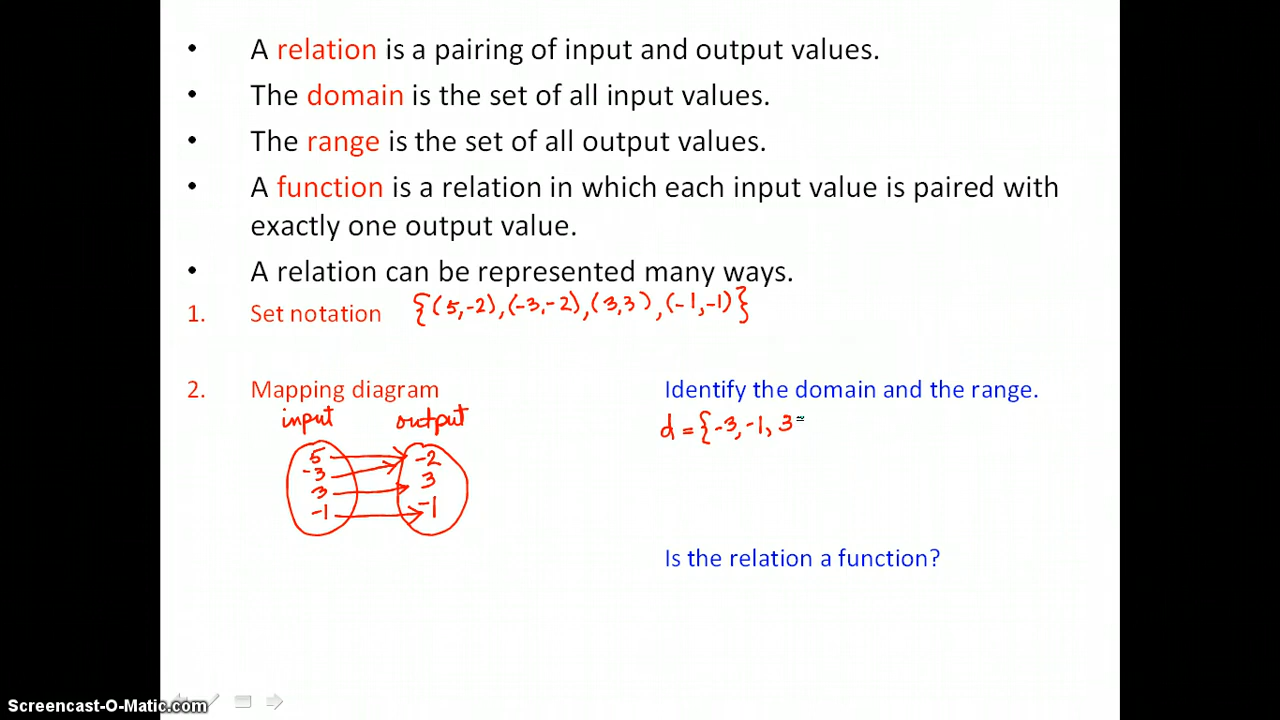 • A relation is a pairing of input and output values.
• The domain is the set of all input values.
• The range is the set of all output values.
• A function is a relation in which each input value is paired with
exactly one output value.
• A relation can be represented many ways.
1. Set notation {(5,-2),(-3,-2),(3,3),(-1,-1)}
2. Mapping diagram
input output
5 -2
-3
3 3
-1 -1
Identify the domain and the range.
d = {-3,-1, 3
Is the relation a function?
Screencast-O-Matic.com